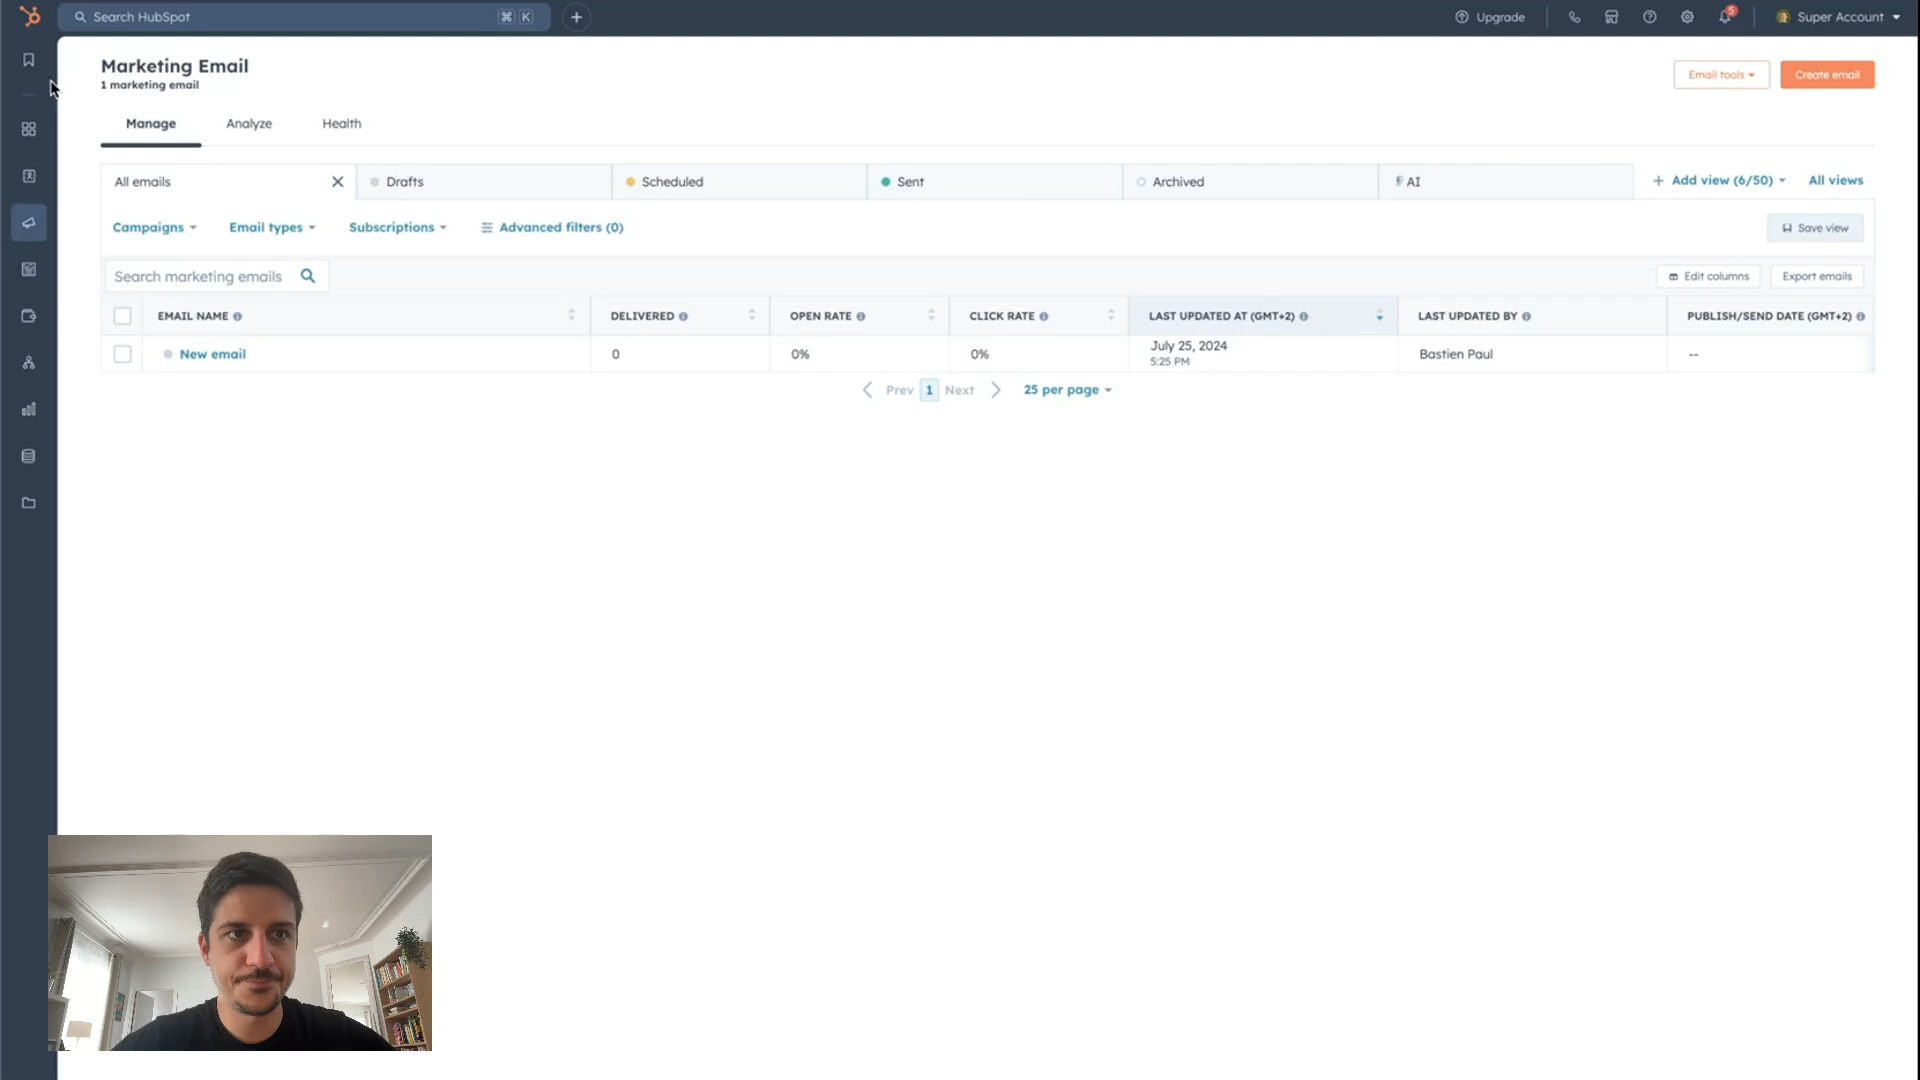 Search HubSpot ⌘ K
Upgrade
5
Super Account
Marketing Email
1 marketing email
Email tools
Create email
Manage
Analyze
Health
All emails
Drafts
Scheduled
Sent
Archived
AI
+ Add view (6/50)
All views
Campaigns
Email types
Subscriptions
Advanced filters (0)
Save view
Search marketing emails
Edit columns
Export emails
EMAIL NAME
DELIVERED
OPEN RATE
CLICK RATE
LAST UPDATED AT (GMT+2)
LAST UPDATED BY
PUBLISH/SEND DATE (GMT+2)
New email
0
0%
0%
July 25, 2024
5:25 PM
Bastien Paul
--
Prev 1 Next
25 per page